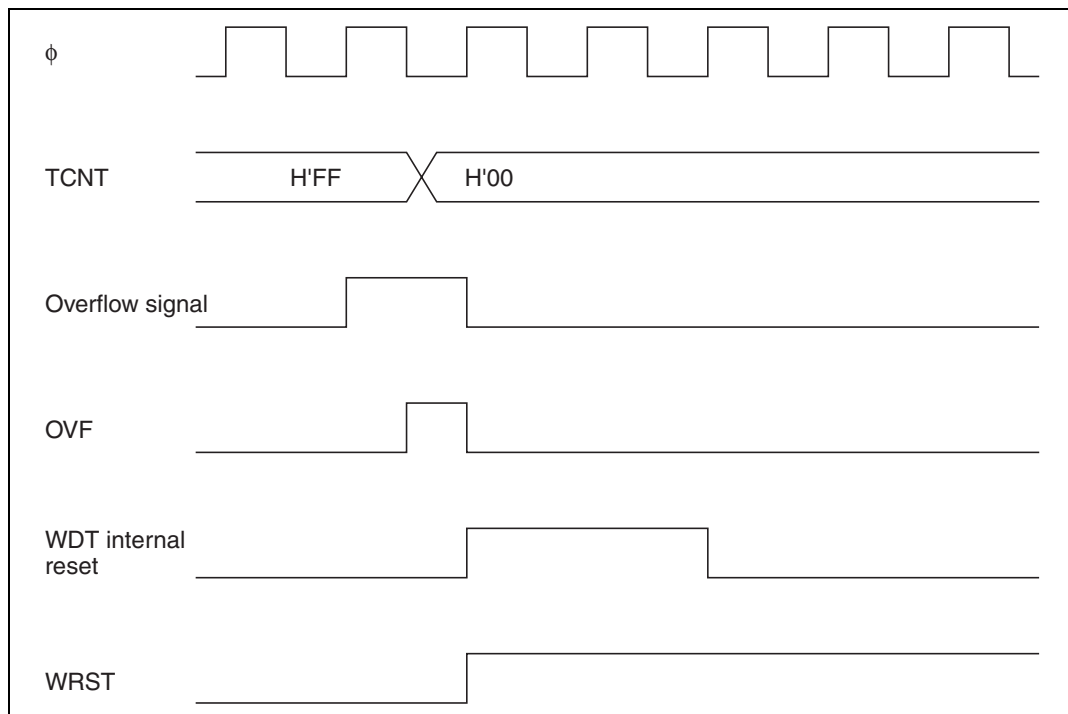 ϕ
TCNT
H'FF
H'00
Overflow signal
OVF
WDT internal
reset
WRST